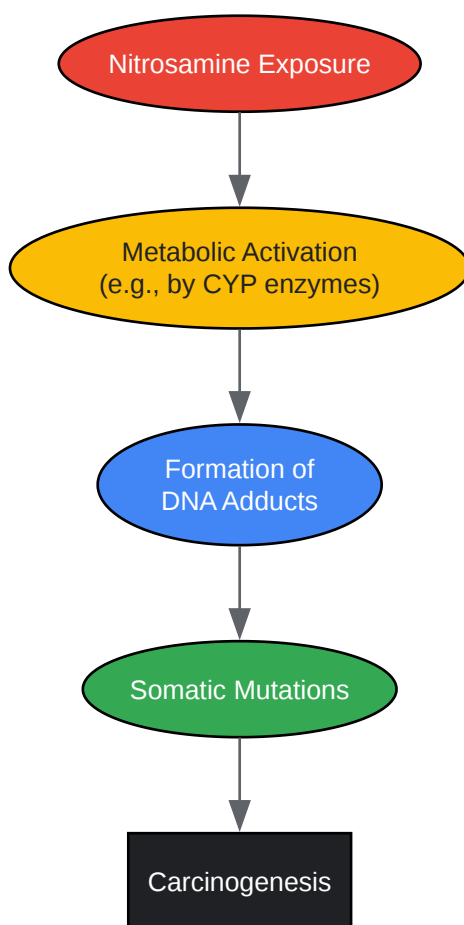 Nitrosamine Exposure
Metabolic Activation
(e.g., by CYP enzymes)
Formation of
DNA Adducts
Somatic Mutations
Carcinogenesis